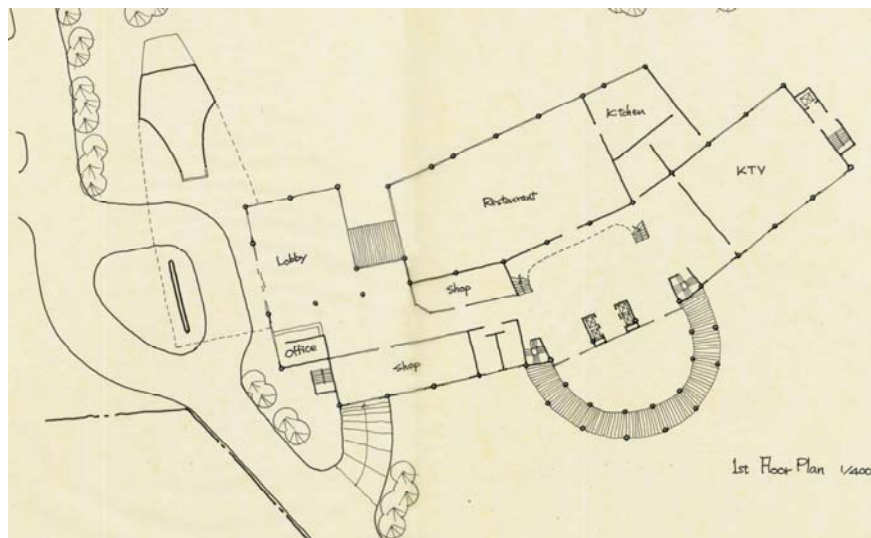 Kitchen
KTV
Restaurant
Lobby
Shop
Office
Shop
1st Floor Plan 1/400